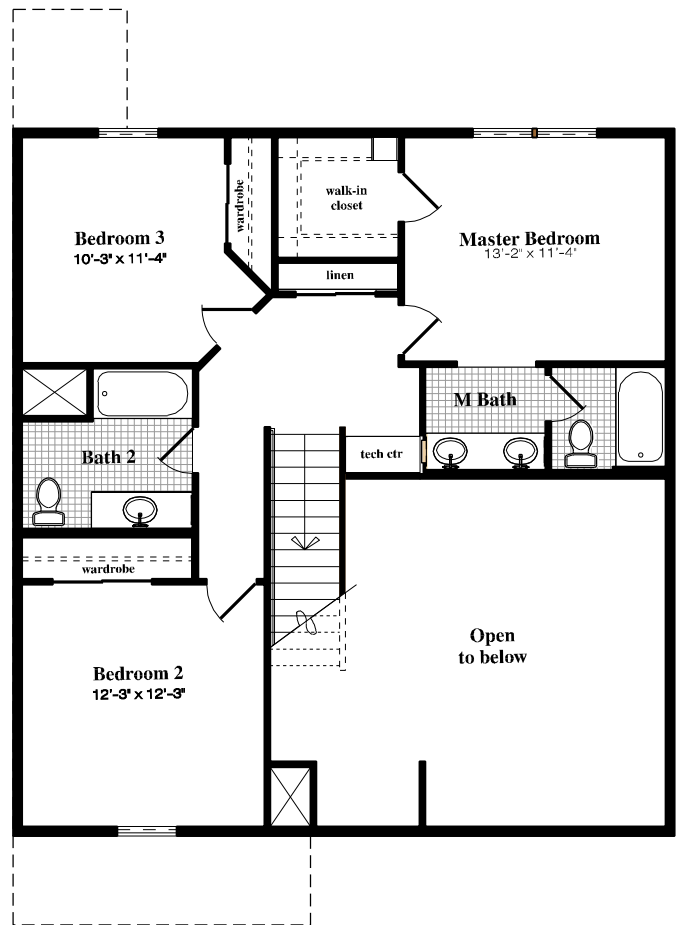 wardrobe
walk-in
closet
Bedroom 3
10'-3" x 11'-4"
Master Bedroom
13'-2" x 11'-4"
linen
M Bath
Bath 2
tech ctr
wardrobe
Open
to below
Bedroom 2
12'-3" x 12'-3"